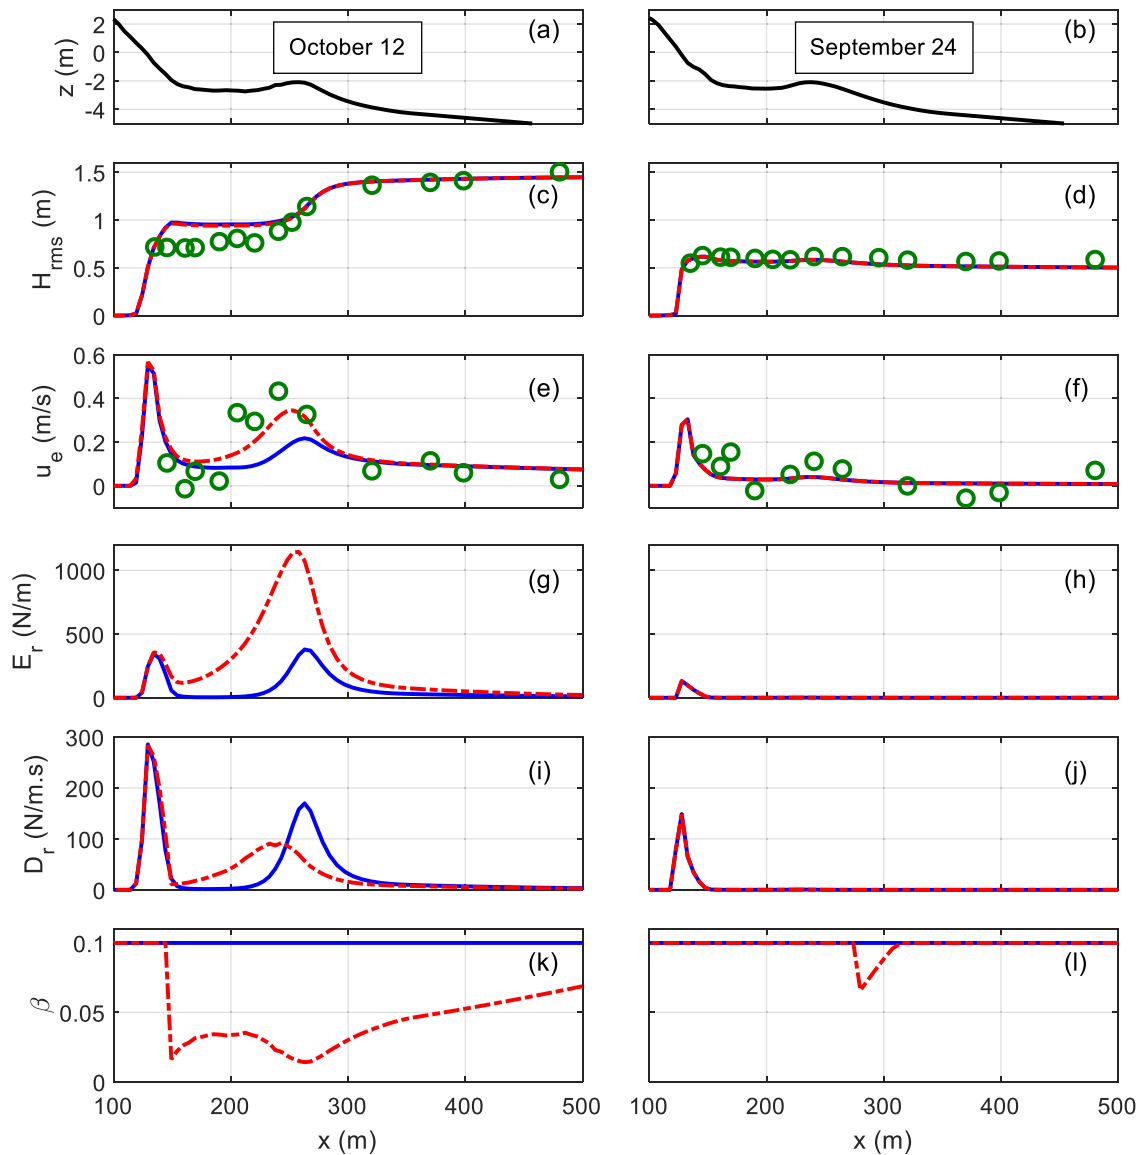 (a)
October 12
z (m)
2
0
-2
-4
(b)
September 24
(c)
H_rms (m)
1.5
1
0.5
0
(d)
(e)
u_e (m/s)
0.6
0.4
0.2
0
(f)
(g)
E_r (N/m)
1000
500
0
(h)
(i)
D_r (N/m.s)
300
200
100
0
(j)
(k)
β
0.1
0.05
0
(l)
100 200 300 400 500
x (m)
100 200 300 400 500
x (m)